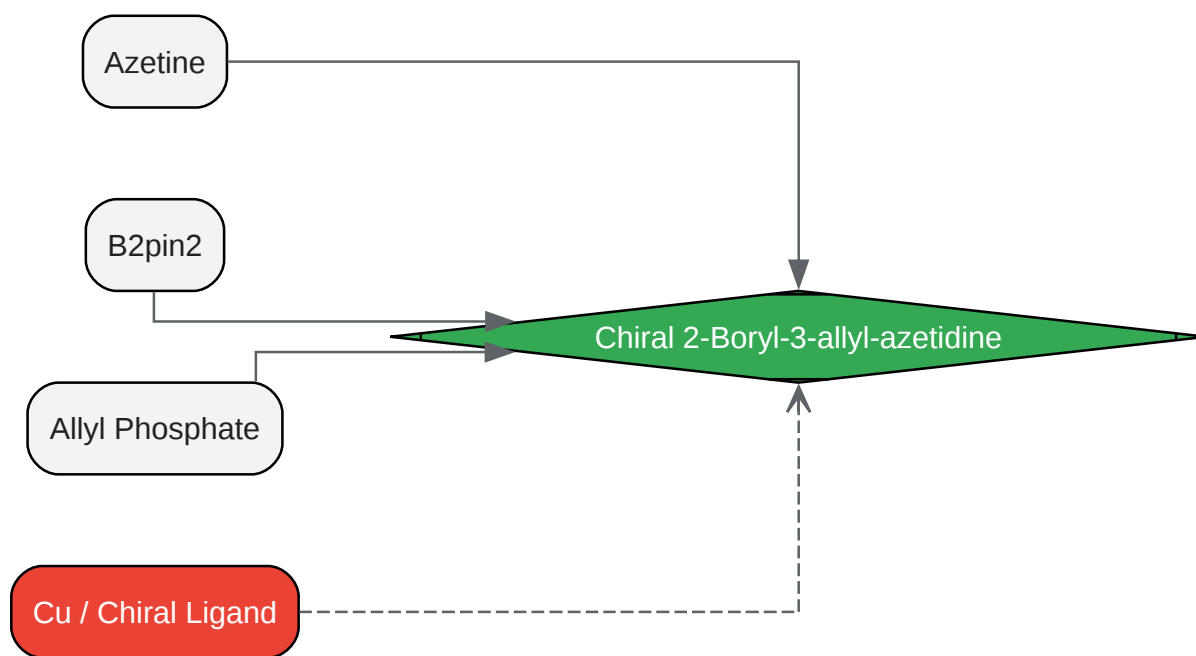 Azetine
B2pin2
Chiral 2-Boryl-3-allyl-azetidine
Allyl Phosphate
Cu / Chiral Ligand